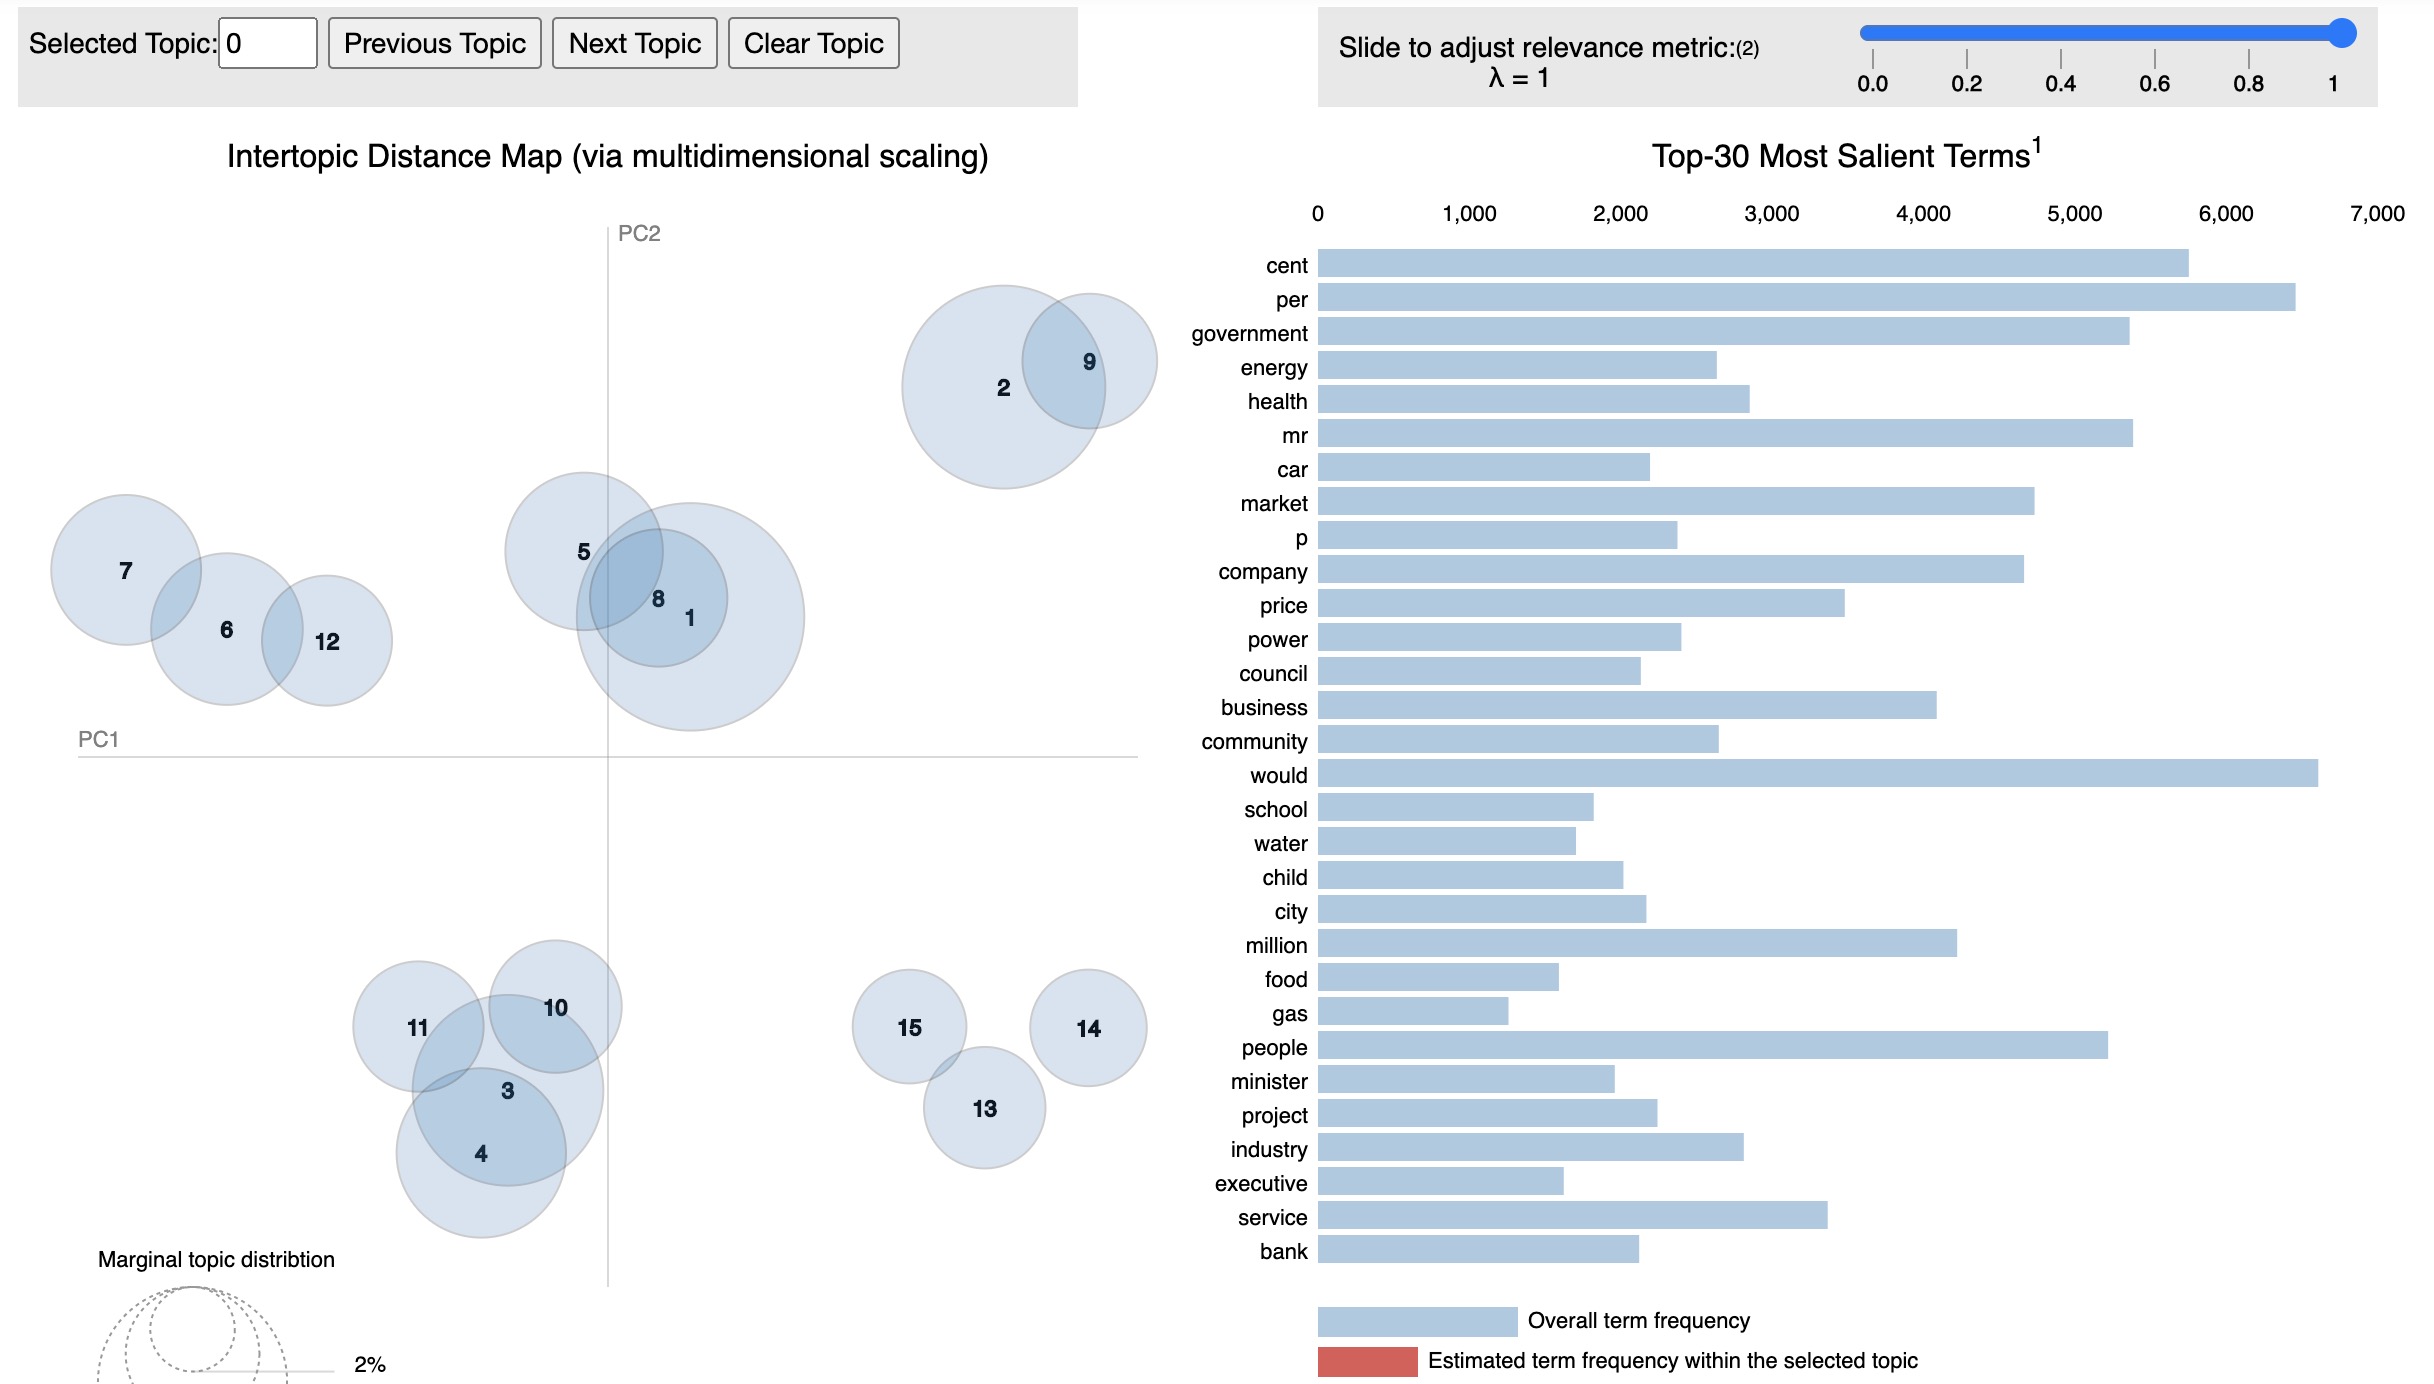 Selected Topic: 0 Previous Topic Next Topic Clear Topic
Slide to adjust relevance metric:(2)
λ = 1
0.0 0.2 0.4 0.6 0.8 1
Intertopic Distance Map (via multidimensional scaling)
PC2
PC1
2
9
7
5
8
1
6
12
11
10
15
14
3
13
4
Marginal topic distribtion
2%
Top-30 Most Salient Terms1
0 1,000 2,000 3,000 4,000 5,000 6,000 7,000
cent
per
government
energy
health
mr
car
market
p
company
price
power
council
business
community
would
school
water
child
city
million
food
gas
people
minister
project
industry
executive
service
bank
Overall term frequency
Estimated term frequency within the selected topic